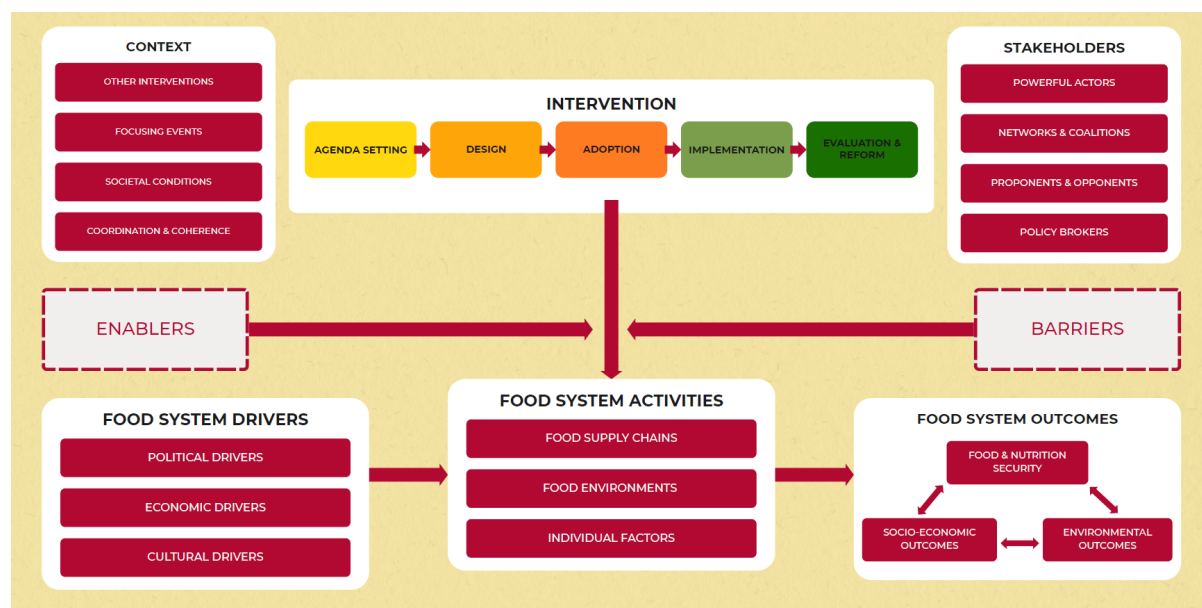 CONTEXT
OTHER INTERVENTIONS
FOCUSING EVENTS
SOCIETAL CONDITIONS
COORDINATION & COHERENCE
INTERVENTION
AGENDA SETTING
DESIGN
ADOPTION
IMPLEMENTATION
EVALUATION &
REFORM
STAKEHOLDERS
POWERFUL ACTORS
NETWORKS & COALITIONS
PROPONENTS & OPPONENTS
POLICY BROKERS
ENABLERS
BARRIERS
FOOD SYSTEM DRIVERS
POLITICAL DRIVERS
ECONOMIC DRIVERS
CULTURAL DRIVERS
FOOD SYSTEM ACTIVITIES
FOOD SUPPLY CHAINS
FOOD ENVIRONMENTS
INDIVIDUAL FACTORS
FOOD SYSTEM OUTCOMES
FOOD & NUTRITION
SECURITY
SOCIO-ECONOMIC
OUTCOMES
ENVIRONMENTAL
OUTCOMES